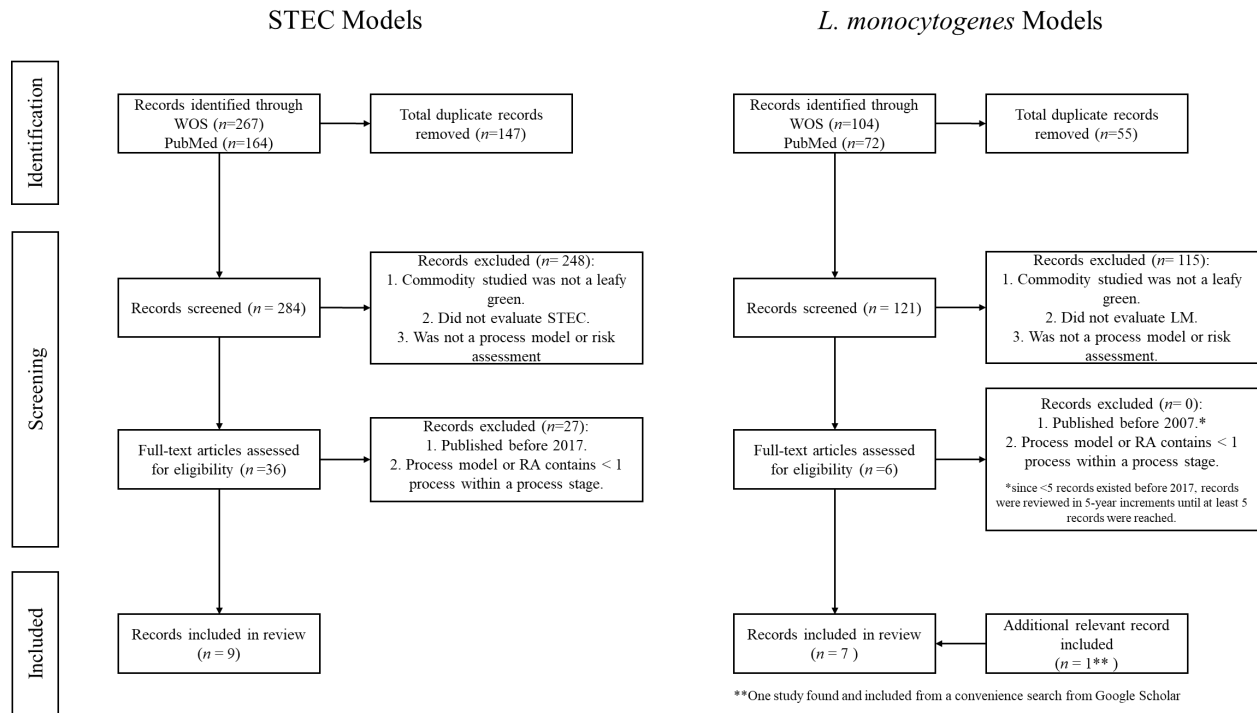 STEC Models
L. monocytogenes Models
Identification
Records identified through
WOS (n=267)
PubMed (n=164)
Total duplicate records
removed (n=147)
Records identified through
WOS (n=104)
PubMed (n=72)
Total duplicate records
removed (n=55)
Screening
Records screened (n = 284)
Records excluded (n= 248):
1. Commodity studied was not a leafy
green.
2. Did not evaluate STEC.
3. Was not a process model or risk
assessment
Records screened (n = 121)
Records excluded (n= 115):
1. Commodity studied was not a leafy
green.
2. Did not evaluate LM.
3. Was not a process model or risk
assessment.
Full-text articles assessed
for eligibility (n =36)
Records excluded (n=27):
1. Published before 2017.
2. Process model or RA contains < 1
process within a process stage.
Full-text articles assessed
for eligibility (n =6)
Records excluded (n= 0):
1. Published before 2007.*
2. Process model or RA contains < 1
process within a process stage.
*since <5 records existed before 2017, records
were reviewed in 5-year increments until at least 5
records were reached.
Included
Records included in review
(n = 9)
Records included in review
(n = 7 )
Additional relevant record
included
(n = 1** )
**One study found and included from a convenience search from Google Scholar